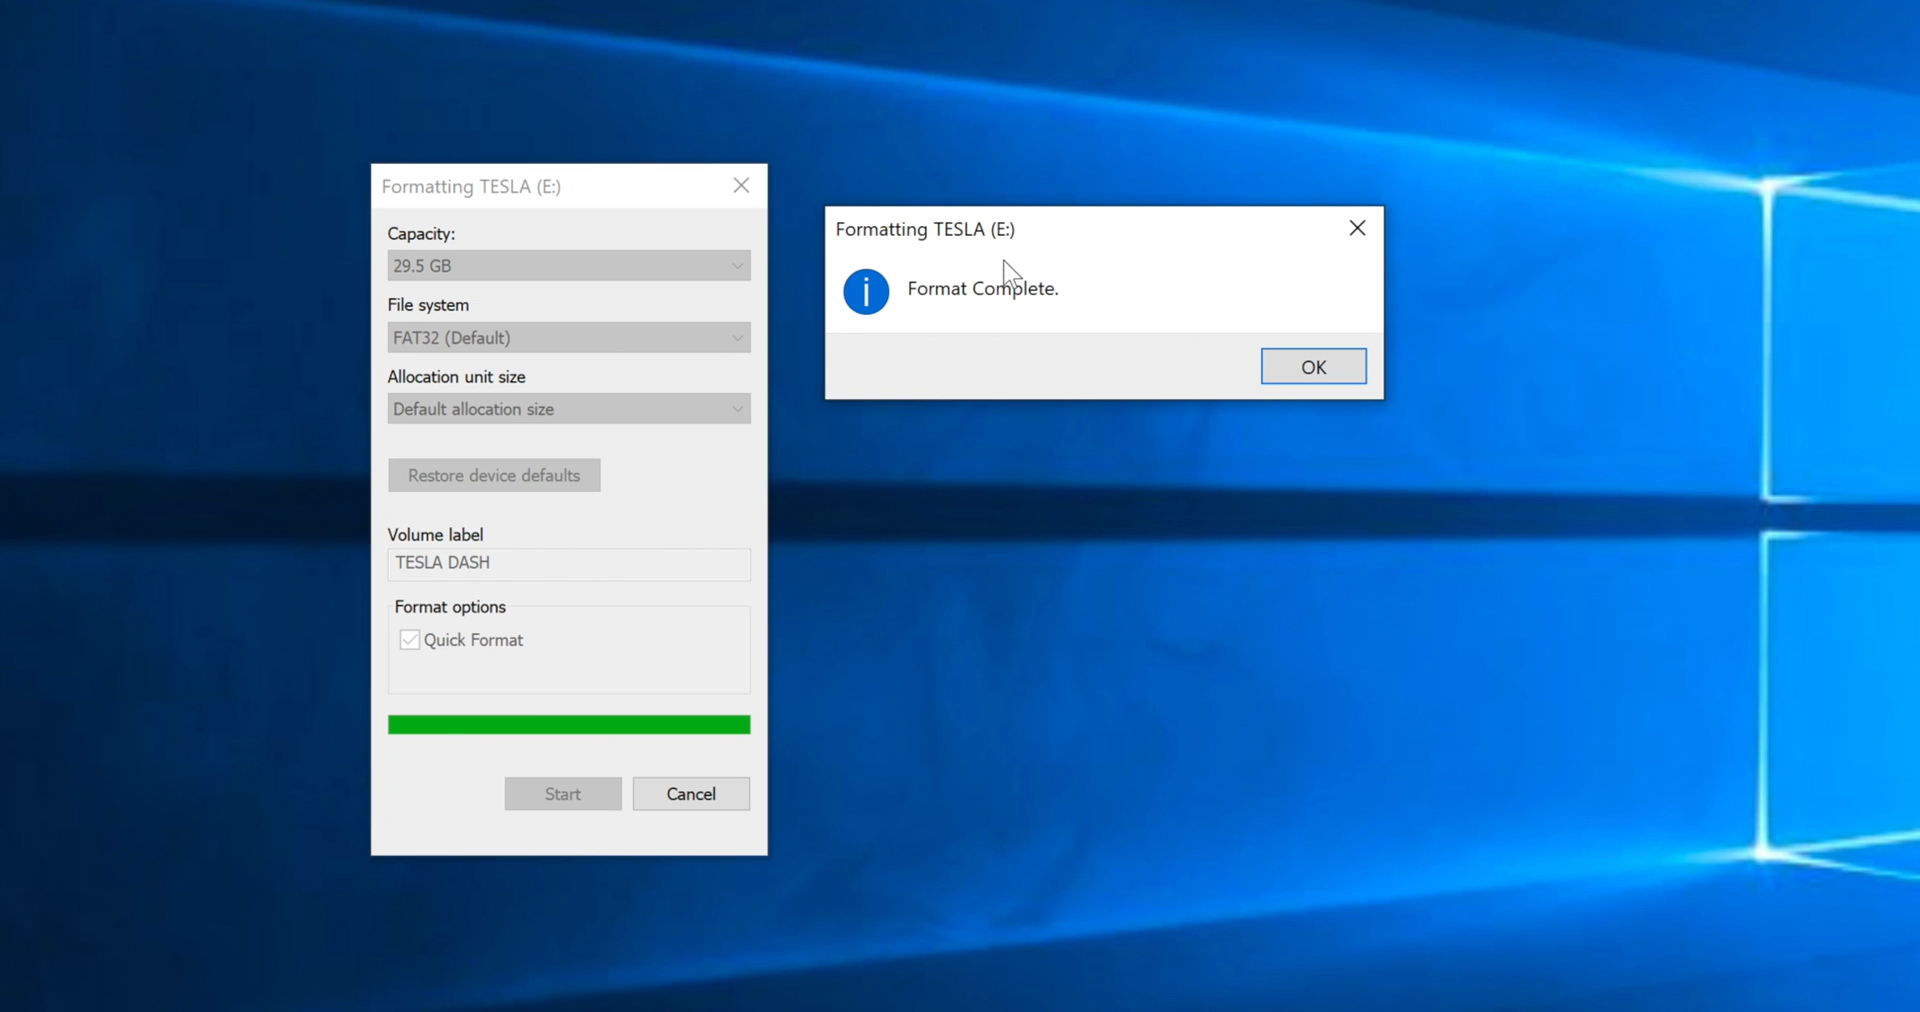 Formatting TESLA (E:)
Capacity:
29.5 GB
File system
FAT32 (Default)
Allocation unit size
Default allocation size
Restore device defaults
Volume label
TESLA DASH
Format options
Quick Format
Start
Cancel
Formatting TESLA (E:)
Format Complete.
OK